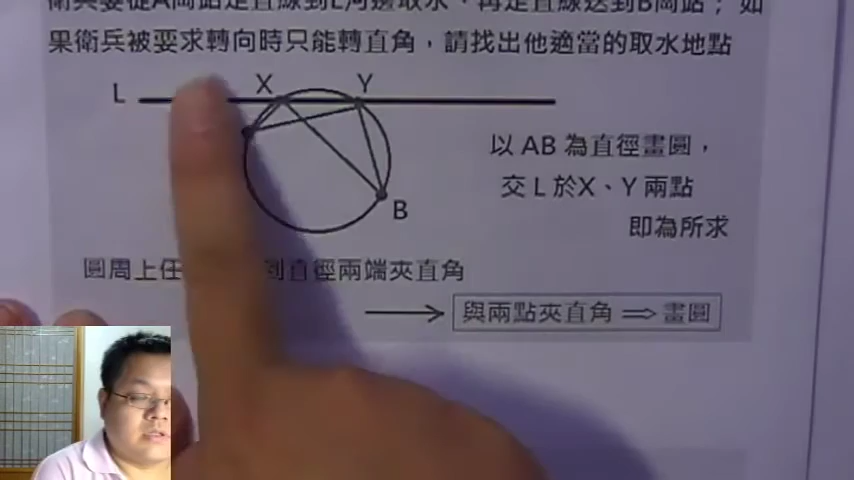 衛兵要從A崗站走直線到L河邊取水，再走直線送到B崗站；如
果衛兵被要求轉向時只能轉直角，請找出他適當的取水地點
L X Y
以 AB 為直徑畫圓，
交 L 於X、Y 兩點
B
即為所求
圓周上任 到直徑兩端夾直角
與兩點夾直角 ⇒ 畫圓